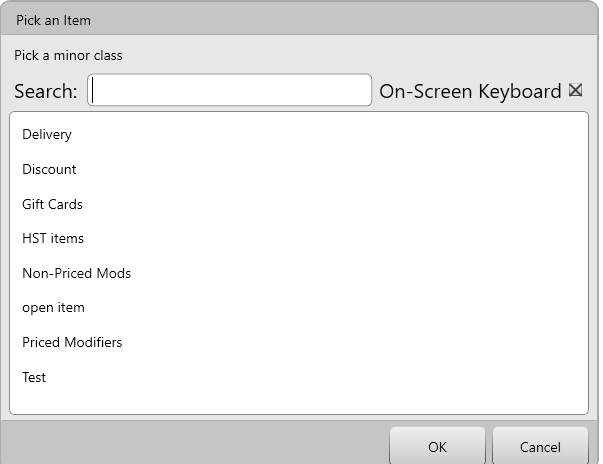 Pick an Item
Pick a minor class
Search: On-Screen Keyboard
Delivery
Discount
Gift Cards
HST items
Non-Priced Mods
open item
Priced Modifiers
Test
OK Cancel